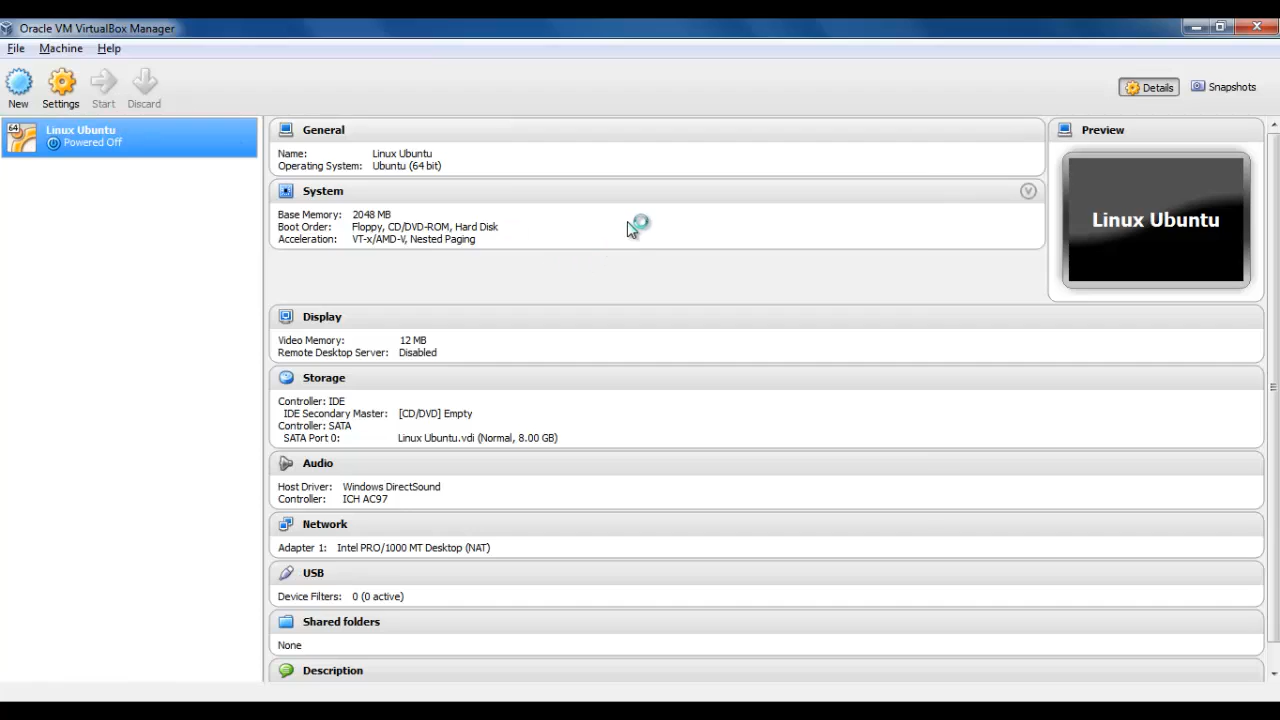 Oracle VM VirtualBox Manager
File Machine Help
New Settings Start Discard
Details Snapshots
64
Linux Ubuntu
Powered Off
General
Name: Linux Ubuntu
Operating System: Ubuntu (64 bit)
System
Base Memory: 2048 MB
Boot Order: Floppy, CD/DVD-ROM, Hard Disk
Acceleration: VT-x/AMD-V, Nested Paging
Preview
Linux Ubuntu
Display
Video Memory: 12 MB
Remote Desktop Server: Disabled
Storage
Controller: IDE
IDE Secondary Master: [CD/DVD] Empty
Controller: SATA
SATA Port 0: Linux Ubuntu.vdi (Normal, 8.00 GB)
Audio
Host Driver: Windows DirectSound
Controller: ICH AC97
Network
Adapter 1: Intel PRO/1000 MT Desktop (NAT)
USB
Device Filters: 0 (0 active)
Shared folders
None
Description